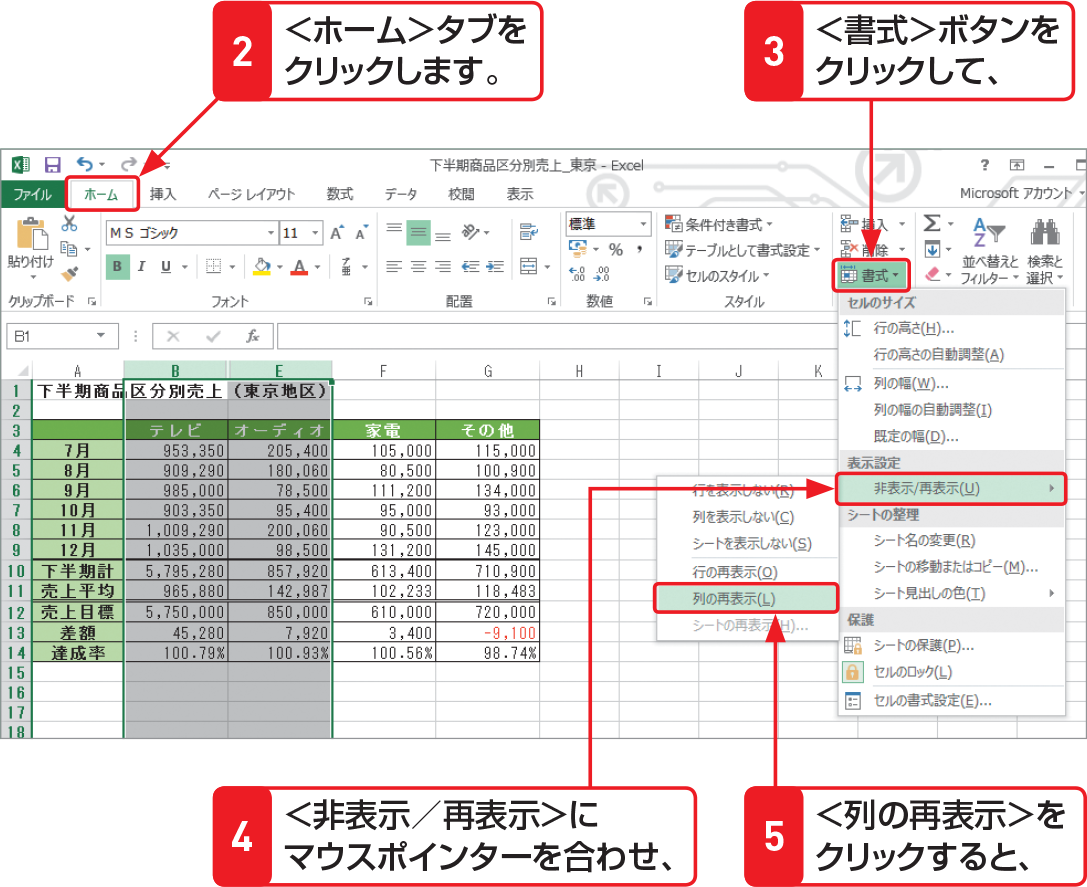 2
<ホーム>タブを
クリックします。
3
<書式>ボタンを
クリックして、
下半期商品区分別売上_東京 - Excel
?
ファイル
ホーム
挿入
ページ レイアウト
数式
データ
校閲
表示
Microsoft アカウント
貼り付け
クリップボード
ＭＳ ゴシック
11
A A
B I U
A
フォント
配置
標準
% ,
数値
条件付き書式
テーブルとして書式設定
セルのスタイル
スタイル
挿入
削除
書式
Σ
並べ替えと
フィルター
検索と
選択
B1
fx
A B E F G H I J K
1 下半期商品区分別売上 (東京地区)
2
3 テレビ オーディオ 家電 その他
4 7月 953,350 205,400 105,000 115,000
5 8月 909,290 180,060 80,500 100,900
6 9月 985,000 78,500 111,200 134,000
7 10月 903,350 95,400 95,000 93,000
8 11月 1,009,290 200,060 90,500 123,000
9 12月 1,035,000 98,500 131,200 145,000
10 下半期計 5,795,280 857,920 613,400 710,900
11 売上平均 965,880 142,987 102,233 118,483
12 売上目標 5,750,000 850,000 610,000 720,000
13 差額 45,280 7,920 3,400 -9,100
14 達成率 100.79% 100.93% 100.56% 98.74%
15
16
17
18
セルのサイズ
行の高さ(H)...
行の高さの自動調整(A)
列の幅(W)...
列の幅の自動調整(I)
既定の幅(D)...
表示設定
非表示/再表示(U)
シートの整理
シート名の変更(R)
シートの移動またはコピー(M)...
シート見出しの色(T)
保護
シートの保護(P)...
セルのロック(L)
セルの書式設定(E)...
行を表示しない(R)
列を表示しない(C)
シートを表示しない(S)
行の再表示(O)
列の再表示(L)
シートの再表示(H)...
4
<非表示／再表示>に
マウスポインターを合わせ、
5
<列の再表示>を
クリックすると、